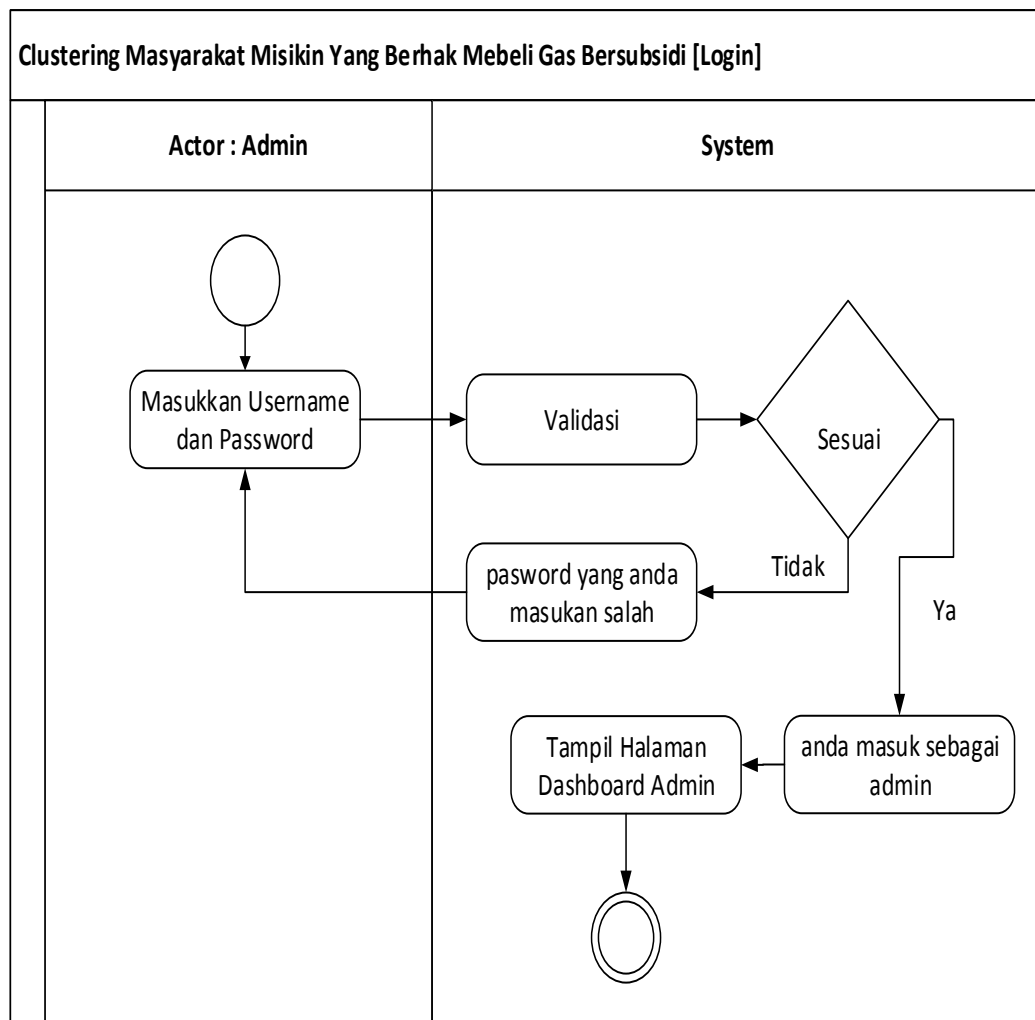 Clustering Masyarakat Misikin Yang Berhak Mebeli Gas Bersubsidi [Login]
Actor : Admin
System
Masukkan Username
dan Password
Validasi
Sesuai
Tidak
pasword yang anda
masukan salah
Ya
Tampil Halaman
Dashboard Admin
anda masuk sebagai
admin